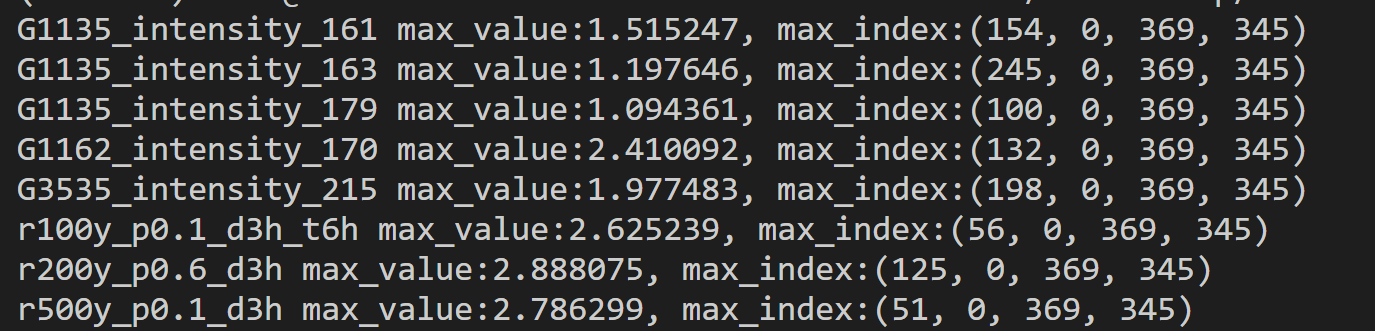 G1135_intensity_161 max_value:1.515247, max_index:(154, 0, 369, 345)
G1135_intensity_163 max_value:1.197646, max_index:(245, 0, 369, 345)
G1135_intensity_179 max_value:1.094361, max_index:(100, 0, 369, 345)
G1162_intensity_170 max_value:2.410092, max_index:(132, 0, 369, 345)
G3535_intensity_215 max_value:1.977483, max_index:(198, 0, 369, 345)
r100y_p0.1_d3h_t6h max_value:2.625239, max_index:(56, 0, 369, 345)
r200y_p0.6_d3h max_value:2.888075, max_index:(125, 0, 369, 345)
r500y_p0.1_d3h max_value:2.786299, max_index:(51, 0, 369, 345)